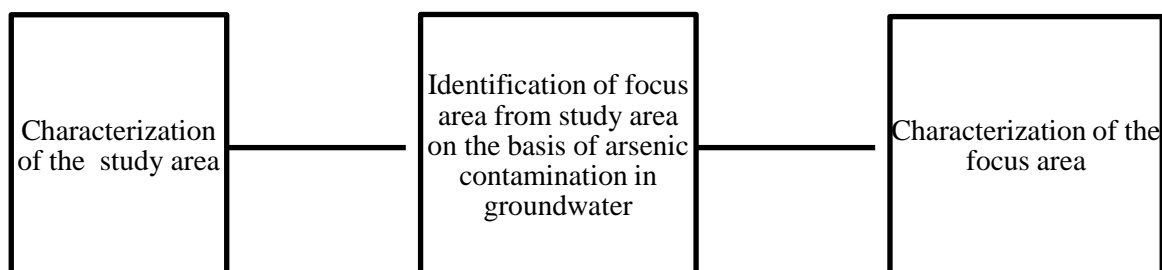 Characterization
of the study area
Identification of focus
area from study area
on the basis of arsenic
contamination in
groundwater
Characterization of the
focus area